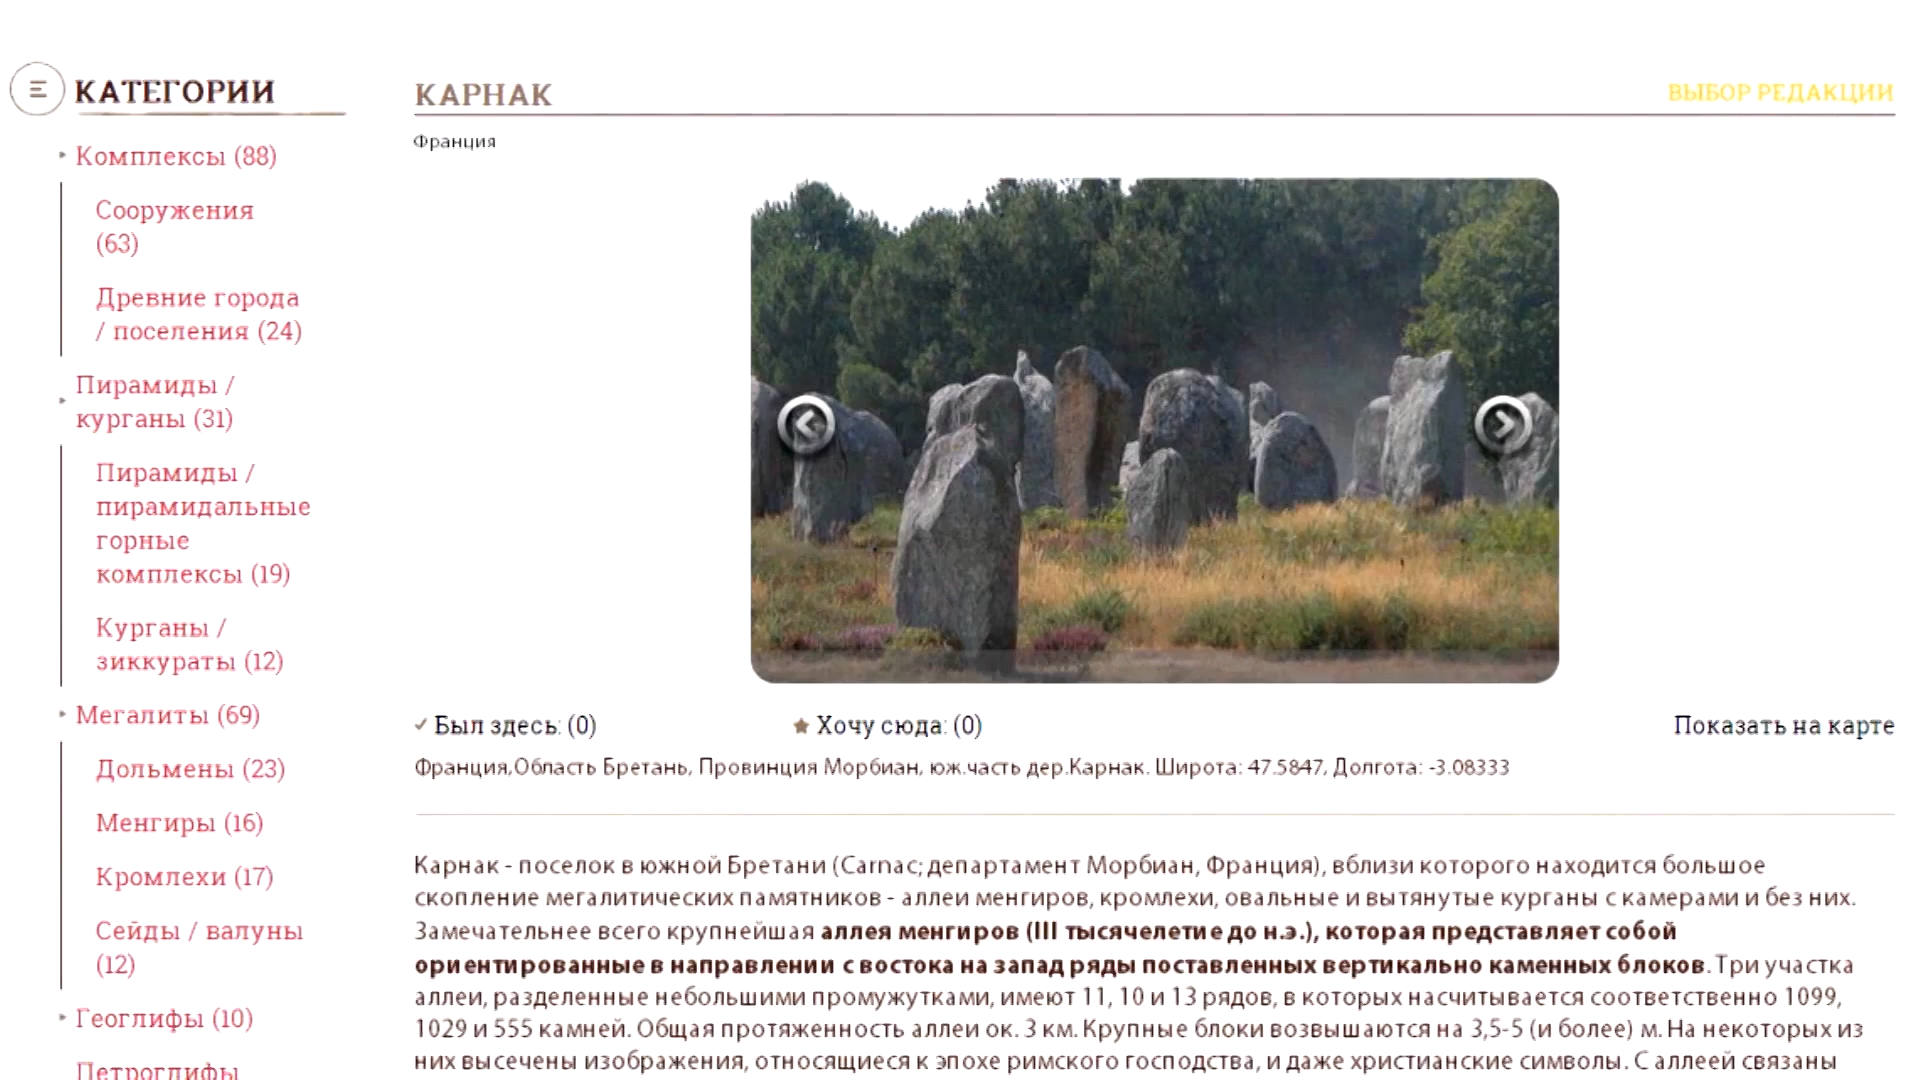 КАТЕГОРИИ
Комплексы (88)
Сооружения
(63)
Древние города
/ поселения (24)
Пирамиды /
курганы (31)
Пирамиды /
пирамидальные
горные
комплексы (19)
Курганы /
зиккураты (12)
Мегалиты (69)
Дольмены (23)
Менгиры (16)
Кромлехи (17)
Сейды / валуны
(12)
Геоглифы (10)
Петроглифы
КАРНАК
ВЫБОР РЕДАКЦИИ
Франция
Был здесь: (0)
Хочу сюда: (0)
Показать на карте
Франция,Область Бретань, Провинция Морбиан, юж.часть дер.Карнак. Широта: 47.5847, Долгота: -3.08333
Карнак - поселок в южной Бретани (Carnac; департамент Морбиан, Франция), вблизи которого находится большое
скопление мегалитических памятников - аллеи менгиров, кромлехи, овальные и вытянутые курганы с камерами и без них.
Замечательнее всего крупнейшая аллея менгиров (III тысячелетие до н.э.), которая представляет собой
ориентированные в направлении с востока на запад ряды поставленных вертикально каменных блоков. Три участка
аллеи, разделенные небольшими промужутками, имеют 11, 10 и 13 рядов, в которых насчитывается соответственно 1099,
1029 и 555 камней. Общая протяженность аллеи ок. 3 км. Крупные блоки возвышаются на 3,5-5 (и более) м. На некоторых из
них высечены изображения, относящиеся к эпохе римского господства, и даже христианские символы. С аллеей связаны